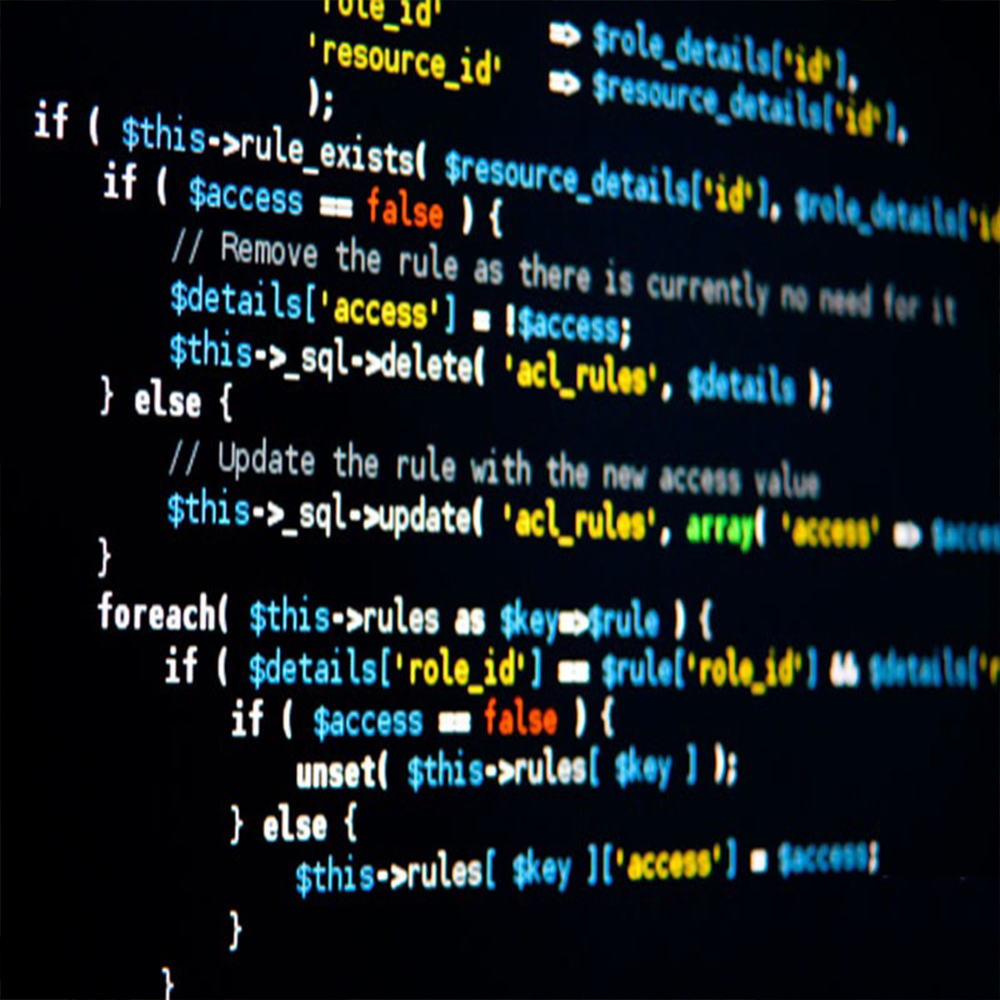 role_id' => $role_details['id'],
'resource_id' => $resource_details['id'],
);
if ( $this->rule_exists( $resource_details['id'], $role_details['id
if ( $access == false ) {
// Remove the rule as there is currently no need for it
$details['access'] = !$access;
$this->_sql->delete( 'acl_rules', $details );
} else {
// Update the rule with the new access value
$this->_sql->update( 'acl_rules', array( 'access' => $acces
}
foreach( $this->rules as $key=>$rule ) {
if ( $details['role_id'] == $rule['role_id'] && $details['r
if ( $access == false ) {
unset( $this->rules[ $key ] );
} else {
$this->rules[ $key ]['access'] = $access;
}
}